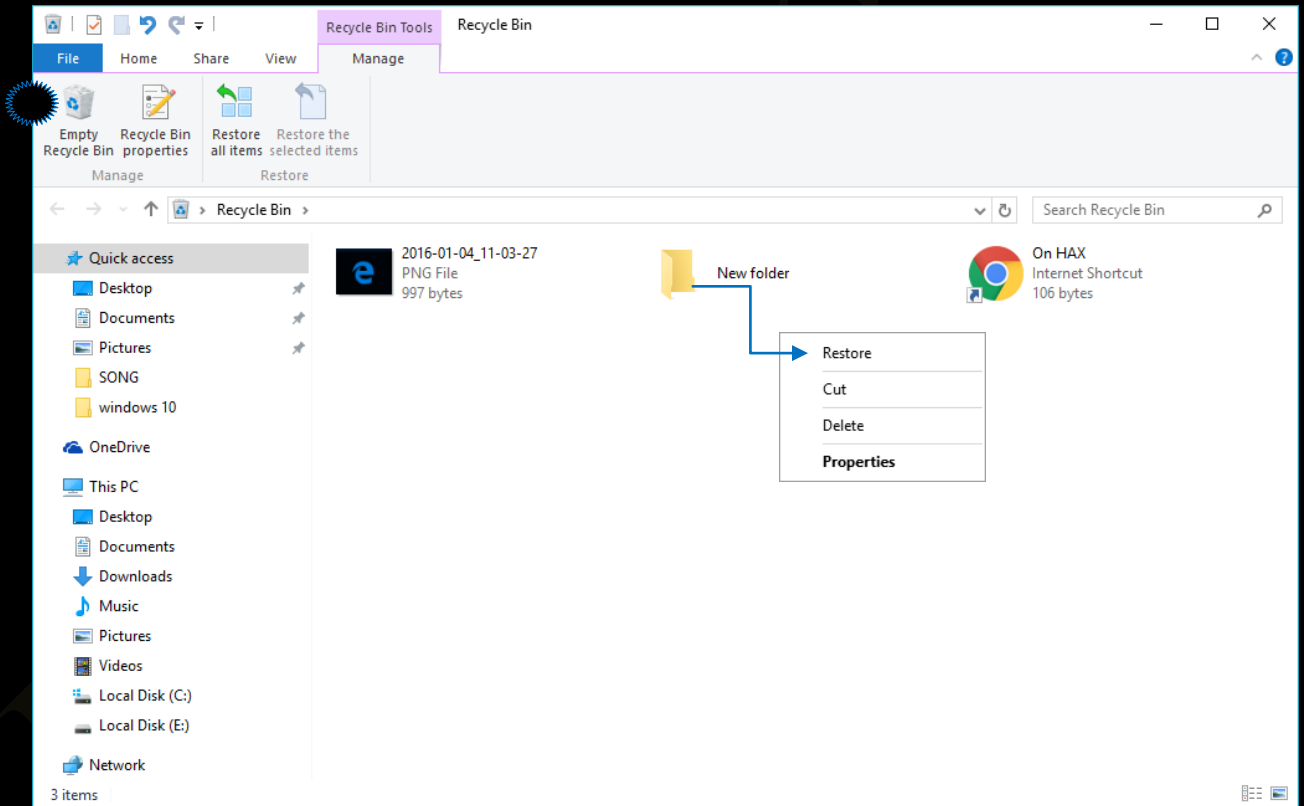 Recycle Bin Tools
Recycle Bin
File
Home
Share
View
Manage
Empty
Recycle Bin
Recycle Bin
properties
Restore
all items
Restore the
selected items
Manage
Restore
Recycle Bin
Search Recycle Bin
Quick access
Desktop
Documents
Pictures
SONG
windows 10
OneDrive
This PC
Desktop
Documents
Downloads
Music
Pictures
Videos
Local Disk (C:)
Local Disk (E:)
Network
2016-01-04_11-03-27
PNG File
997 bytes
New folder
On HAX
Internet Shortcut
106 bytes
Restore
Cut
Delete
Properties
3 items